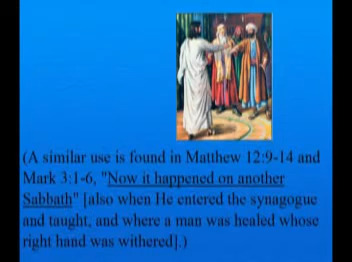 (A similar use is found in Matthew 12:9-14 and
Mark 3:1-6, "Now it happened on another
Sabbath" [also when He entered the synagogue
and taught, and where a man was healed whose
right hand was withered].)